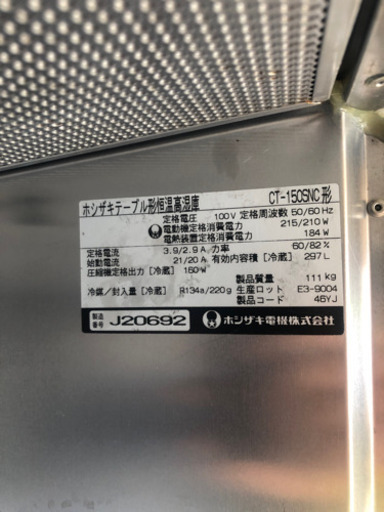 ホシザキテーブル形恒温高湿庫 CT-150SNC形
定格電圧 100V 定格周波数 50/60 Hz
電動機定格消費電力 215/210 W
電熱装置定格消費電力 184 W
定格電流 3.9/2.9 A 力率 60/82%
始動電流 21/20 A 有効内容積〔冷蔵〕 297L
圧縮機定格出力〔冷蔵〕 150W
製品質量 111kg
冷媒/封入量〔冷蔵〕 R134a/220g 生産ロット E3-9004
製品コード 46YJ
製造番号 J20692 ホシザキ電機株式会社